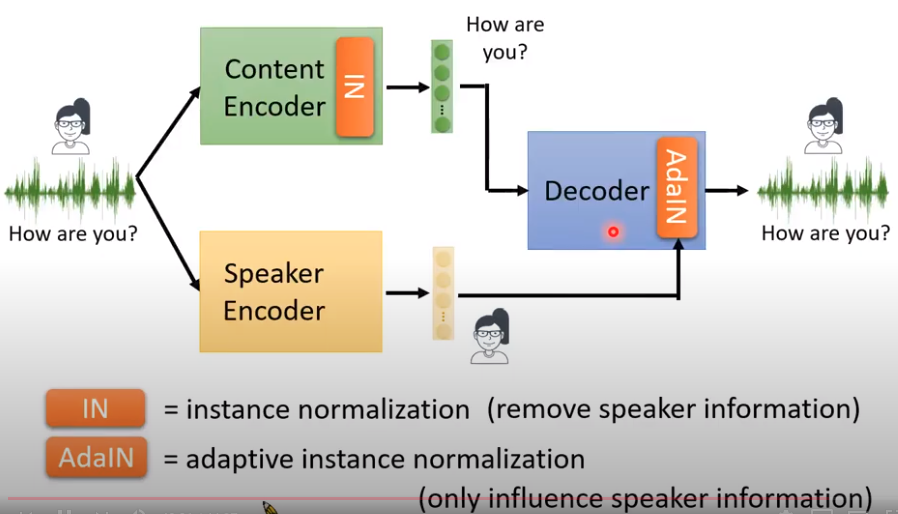 How are
you?
Content
Encoder
IN
How are you?
Decoder
AdaIN
How are you?
Speaker
Encoder
IN = instance normalization (remove speaker information)
AdaIN = adaptive instance normalization
(only influence speaker information)